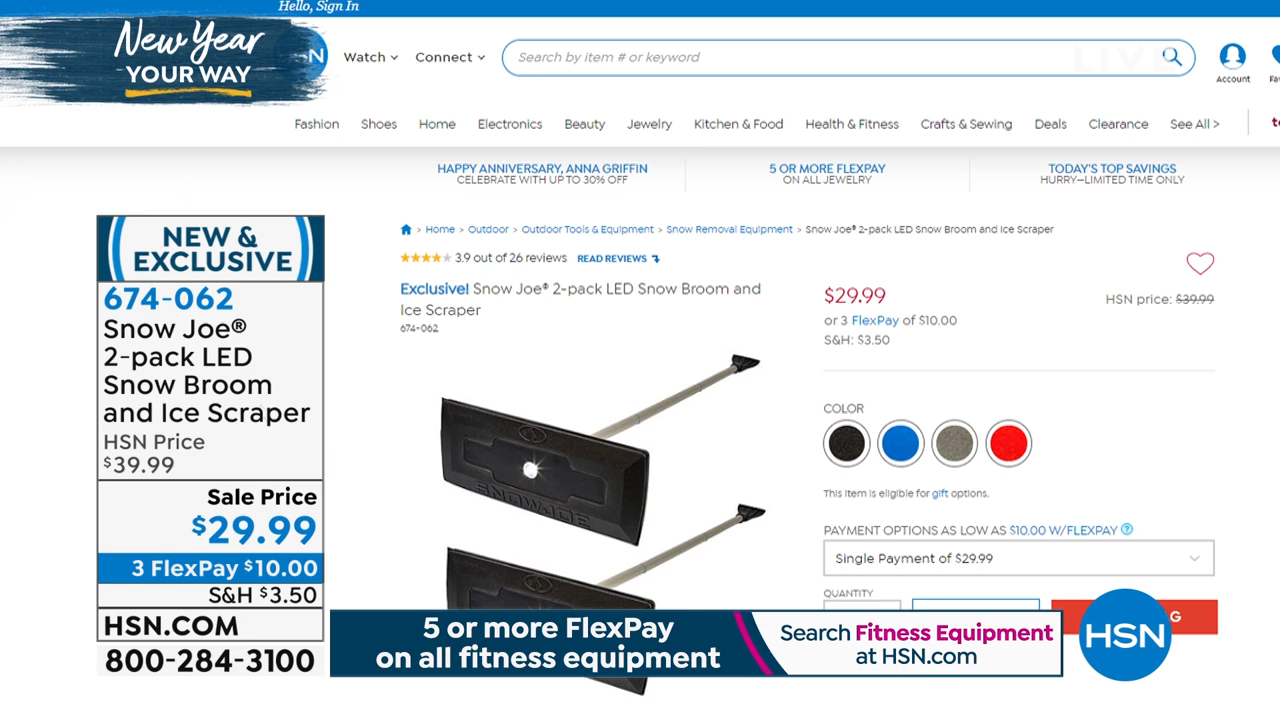 Hello, Sign In
New Year
YOUR WAY
N
Watch
Connect
Search by item # or keyword
LIVE
Account
Fav
Fashion
Shoes
Home
Electronics
Beauty
Jewelry
Kitchen & Food
Health & Fitness
Crafts & Sewing
Deals
Clearance
See All >
HAPPY ANNIVERSARY, ANNA GRIFFIN
CELEBRATE WITH UP TO 30% OFF
5 OR MORE FLEXPAY
ON ALL JEWELRY
TODAY'S TOP SAVINGS
HURRY—LIMITED TIME ONLY
NEW &
EXCLUSIVE
674-062
Snow Joe®
2-pack LED
Snow Broom
and Ice Scraper
HSN Price
$39.99
Sale Price
$29.99
3 FlexPay $10.00
S&H $3.50
HSN.COM
800-284-3100
> Home > Outdoor > Outdoor Tools & Equipment > Snow Removal Equipment > Snow Joe® 2-pack LED Snow Broom and Ice Scraper
3.9 out of 26 reviews READ REVIEWS
Exclusive! Snow Joe® 2-pack LED Snow Broom and
Ice Scraper
674-062
SNOWJOE
$29.99
HSN price: $39.99
or 3 FlexPay of $10.00
S&H: $3.50
COLOR
This item is eligible for gift options.
PAYMENT OPTIONS AS LOW AS $10.00 W/FLEXPAY ?
Single Payment of $29.99
QUANTITY
G
5 or more FlexPay
on all fitness equipment
Search Fitness Equipment
at HSN.com
HSN